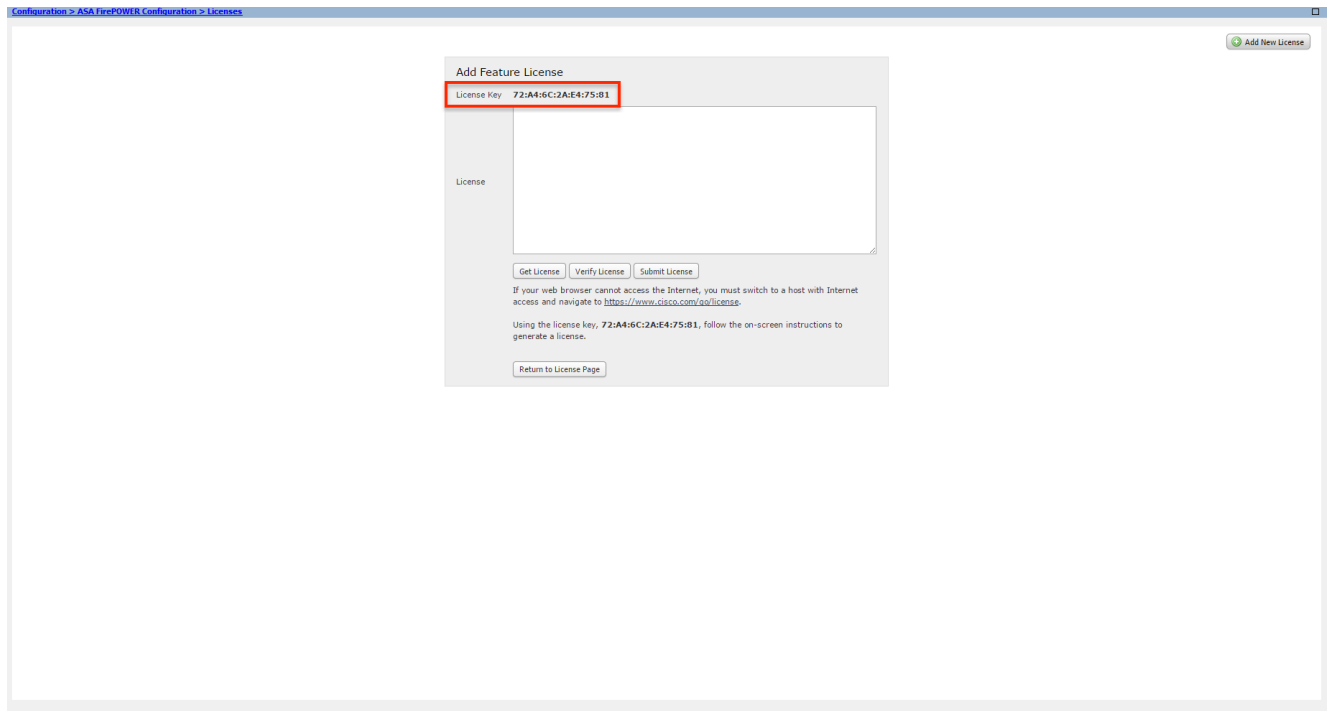 Configuration > ASA FirePOWER Configuration > Licenses
Add New License
Add Feature License
License Key 72:A4:6C:2A:E4:75:81
License
Get License Verify License Submit License
If your web browser cannot access the Internet, you must switch to a host with Internet
access and navigate to https://www.cisco.com/go/license.
Using the license key, 72:A4:6C:2A:E4:75:81, follow the on-screen instructions to
generate a license.
Return to License Page